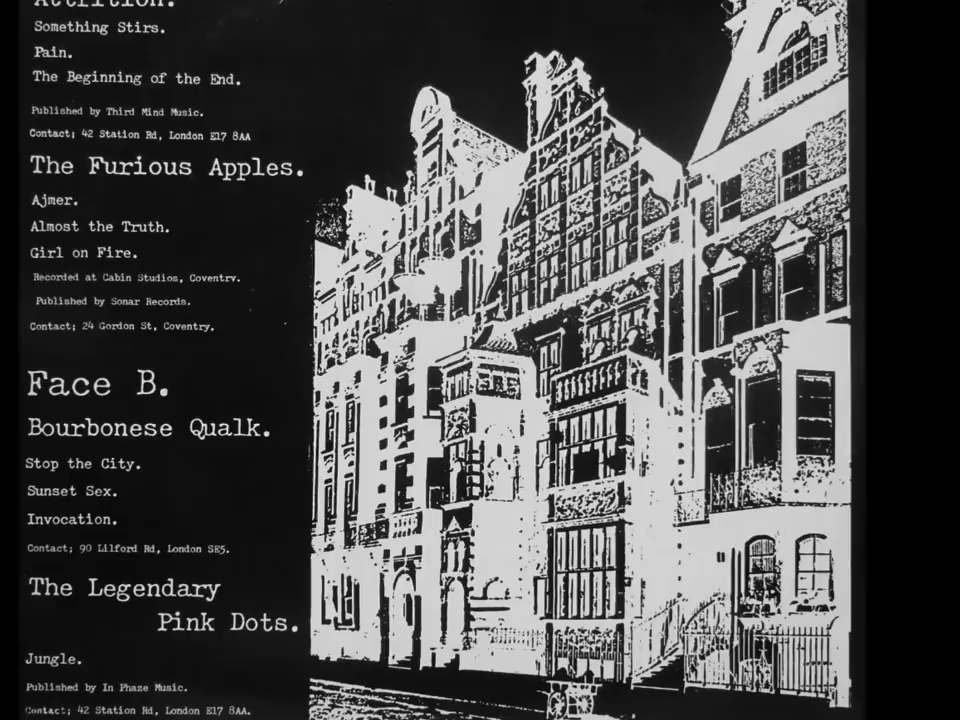 Attrition.
Something Stirs.
Pain.
The Beginning of the End.
Published by Third Mind Music.
Contact; 42 Station Rd, London E17 8AA
The Furious Apples.
Ajmer.
Almost the Truth.
Girl on Fire.
Recorded at Cabin Studios, Coventry.
Published by Sonar Records.
Contact; 24 Gordon St, Coventry.
Face B.
Bourbonese Qualk.
Stop the City.
Sunset Sex.
Invocation.
Contact; 90 Lilford Rd, London SE5.
The Legendary
Pink Dots.
Jungle.
Published by In Phaze Music.
Contact; 42 Station Rd, London E17 8AA.